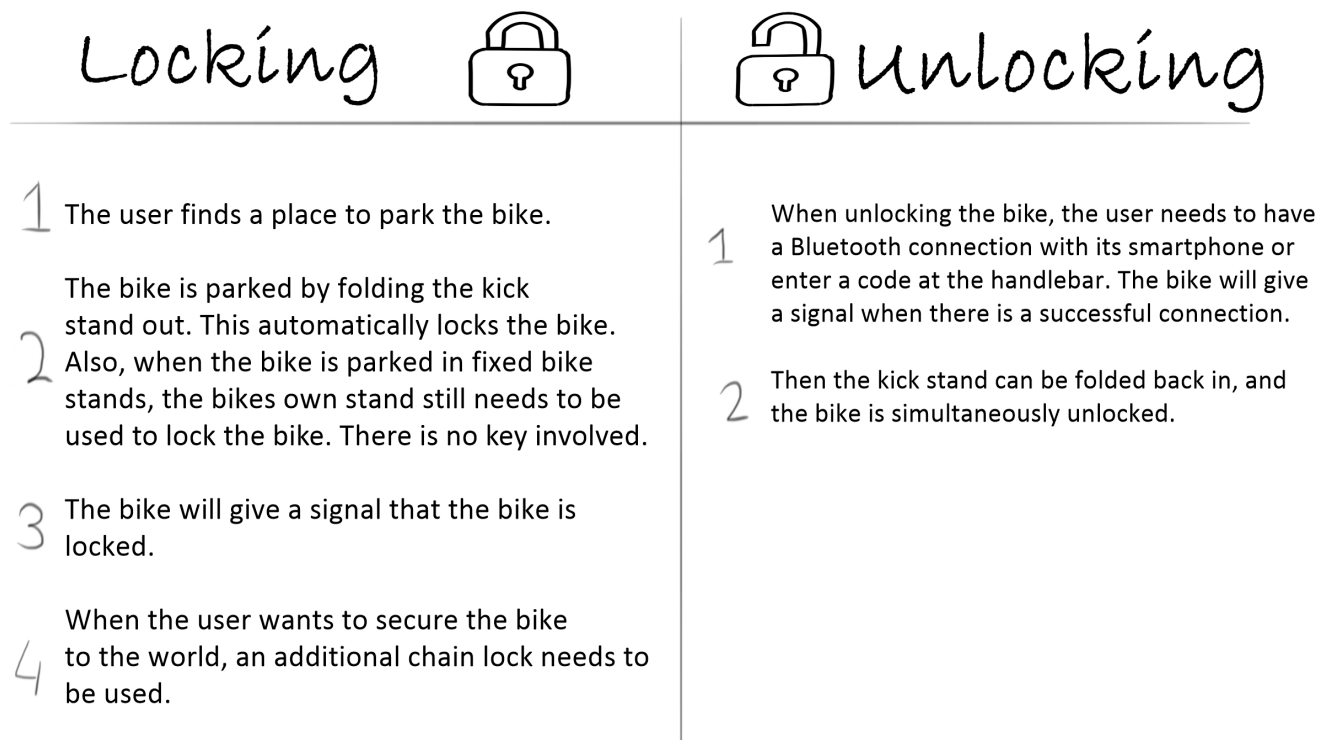 Locking
1
The user finds a place to park the bike.
2
The bike is parked by folding the kick
stand out. This automatically locks the bike.
Also, when the bike is parked in fixed bike
stands, the bikes own stand still needs to be
used to lock the bike. There is no key involved.
3
The bike will give a signal that the bike is
locked.
4
When the user wants to secure the bike
to the world, an additional chain lock needs to
be used.
Unlocking
1
When unlocking the bike, the user needs to have
a Bluetooth connection with its smartphone or
enter a code at the handlebar. The bike will give
a signal when there is a successful connection.
2
Then the kick stand can be folded back in, and
the bike is simultaneously unlocked.